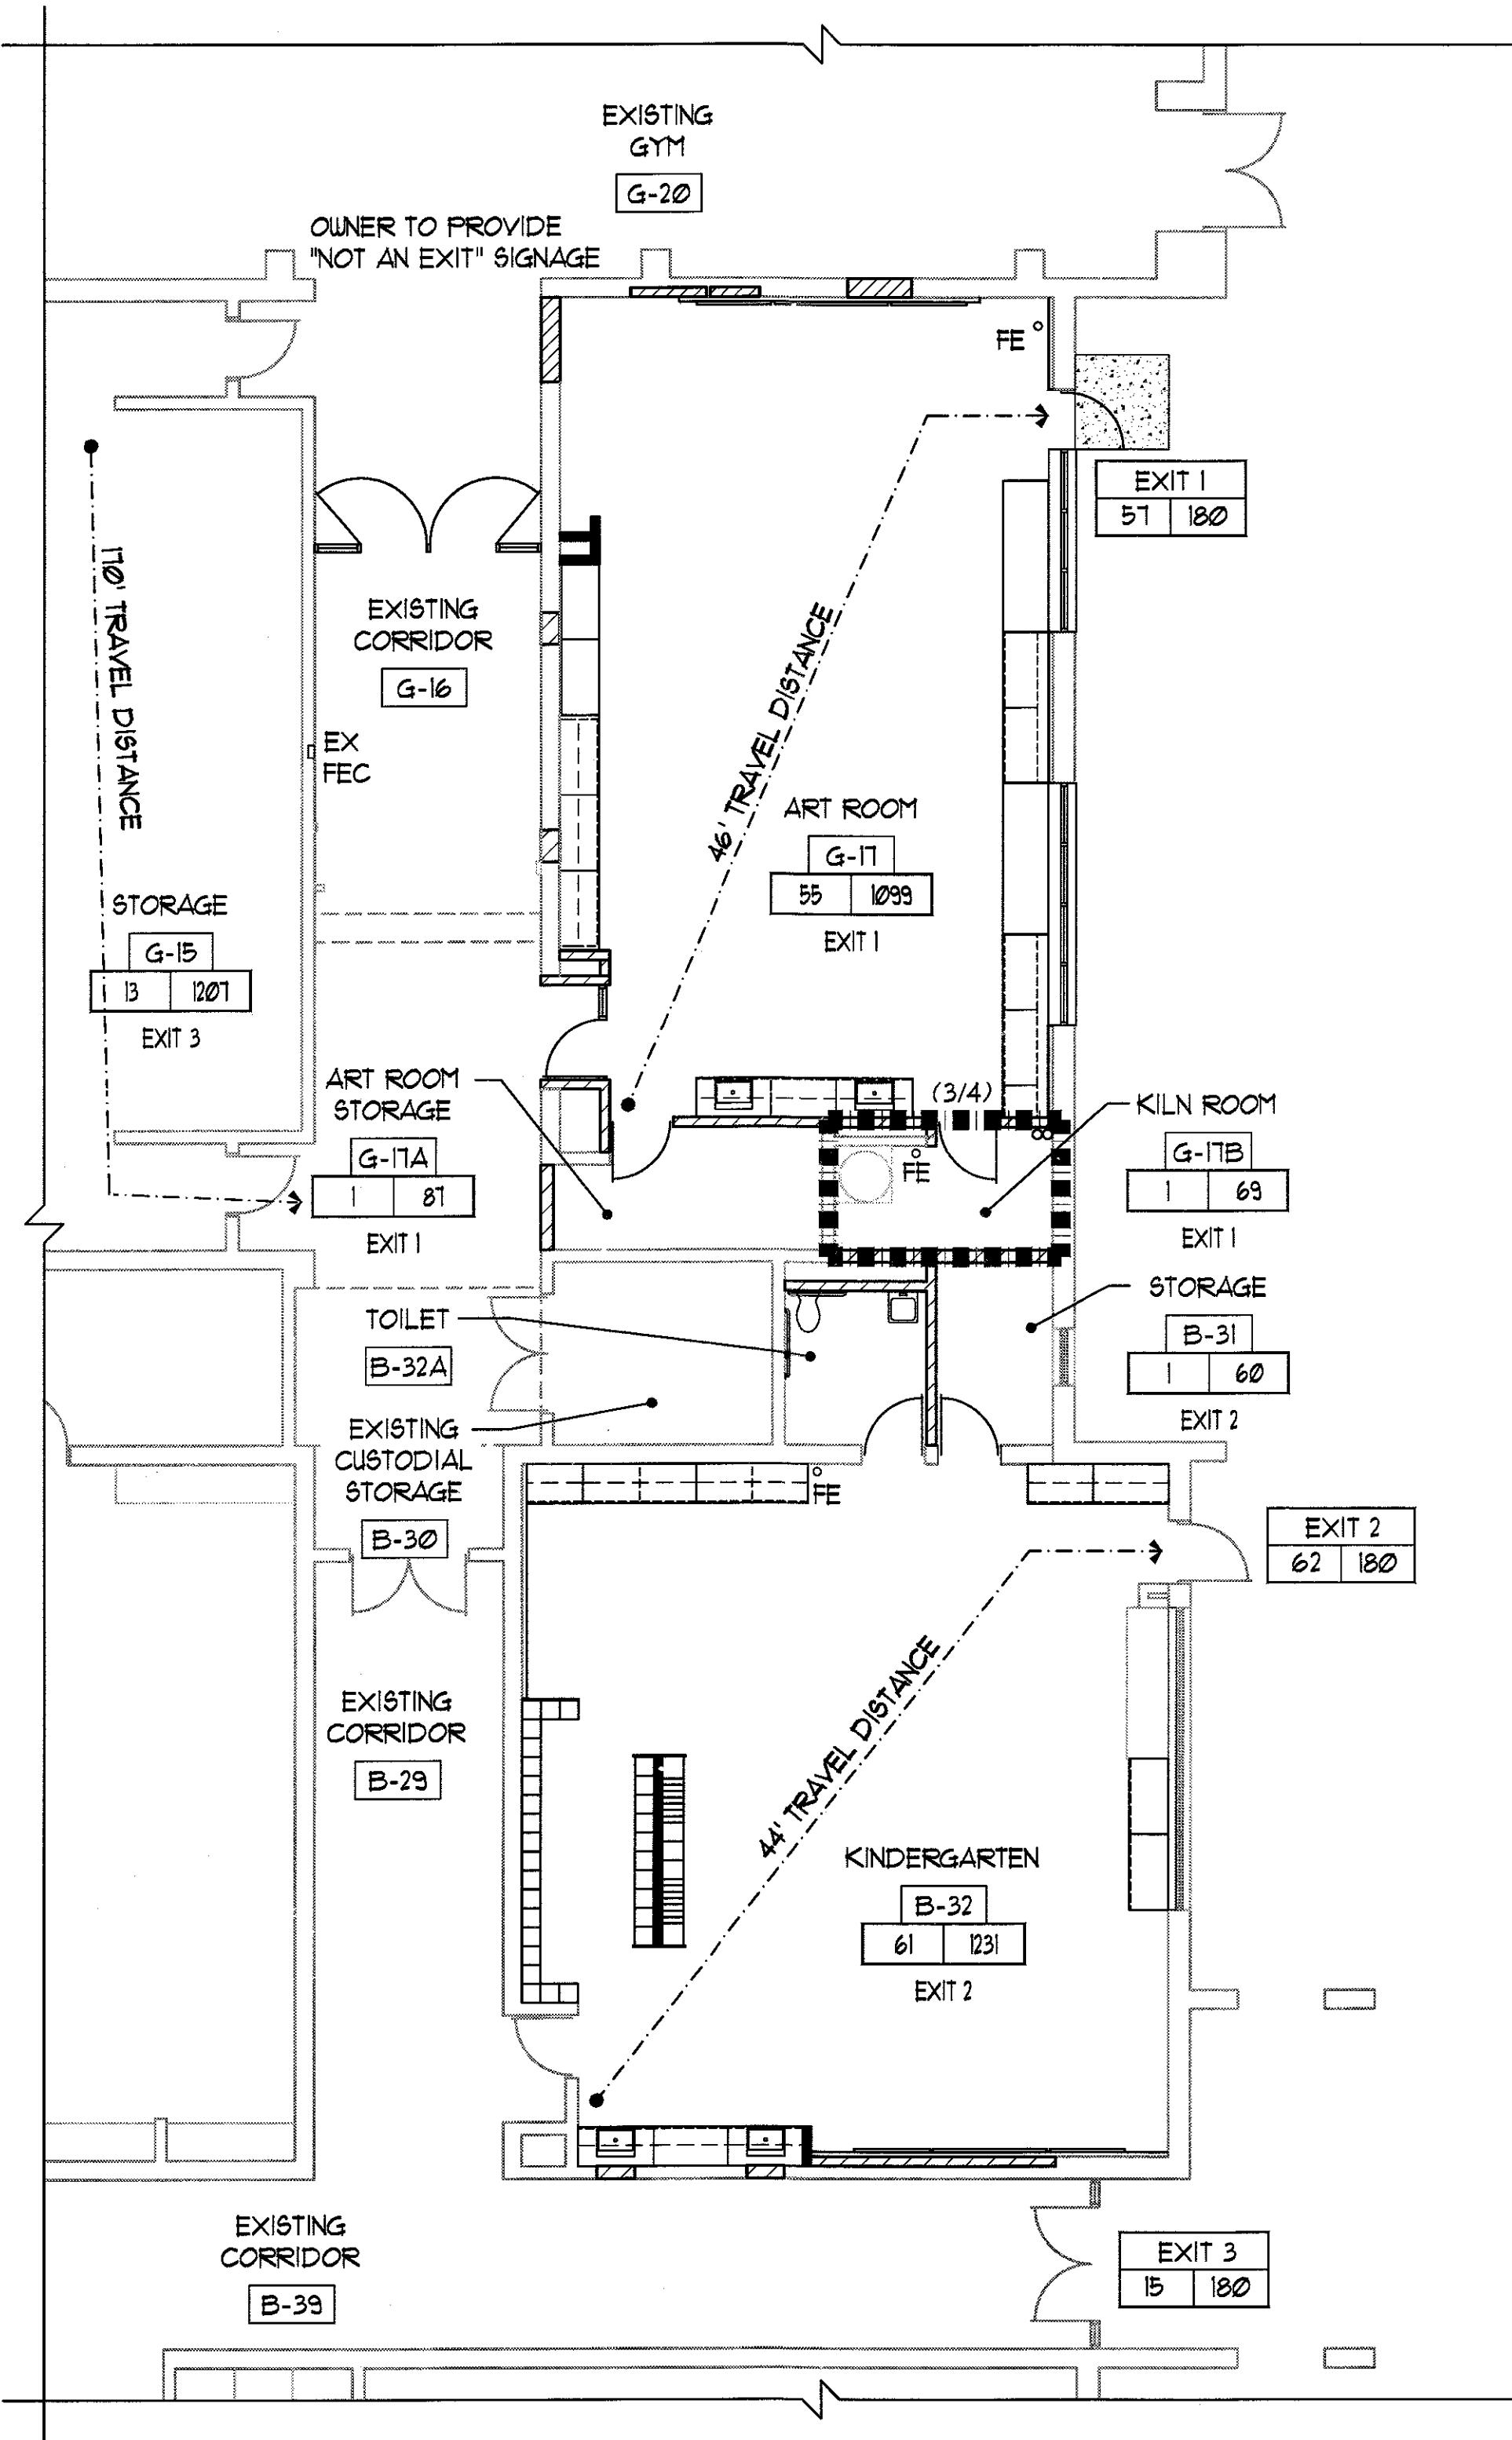 EXISTING
GYM
G-20
OWNER TO PROVIDE
"NOT AN EXIT" SIGNAGE
FE
EXIT 1
57 180
170' TRAVEL DISTANCE
EXISTING
CORRIDOR
G-16
EX
FEC
46' TRAVEL DISTANCE
ART ROOM
G-17
55 1099
EXIT 1
STORAGE
G-15
13 1207
EXIT 3
ART ROOM
STORAGE
G-17A
1 87
EXIT 1
(3/4)
FE
KILN ROOM
G-17B
1 69
EXIT 1
STORAGE
B-31
1 60
EXIT 2
TOILET
B-32A
EXISTING
CUSTODIAL
STORAGE
B-30
FE
EXIT 2
62 180
EXISTING
CORRIDOR
B-29
44' TRAVEL DISTANCE
KINDERGARTEN
B-32
61 1231
EXIT 2
EXISTING
CORRIDOR
B-39
EXIT 3
15 180